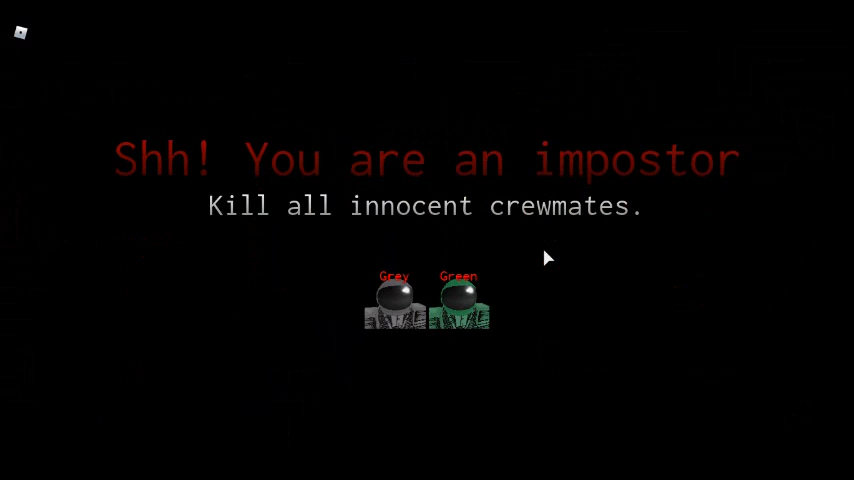 Shh! You are an impostor
Kill all innocent crewmates.
Grey Green